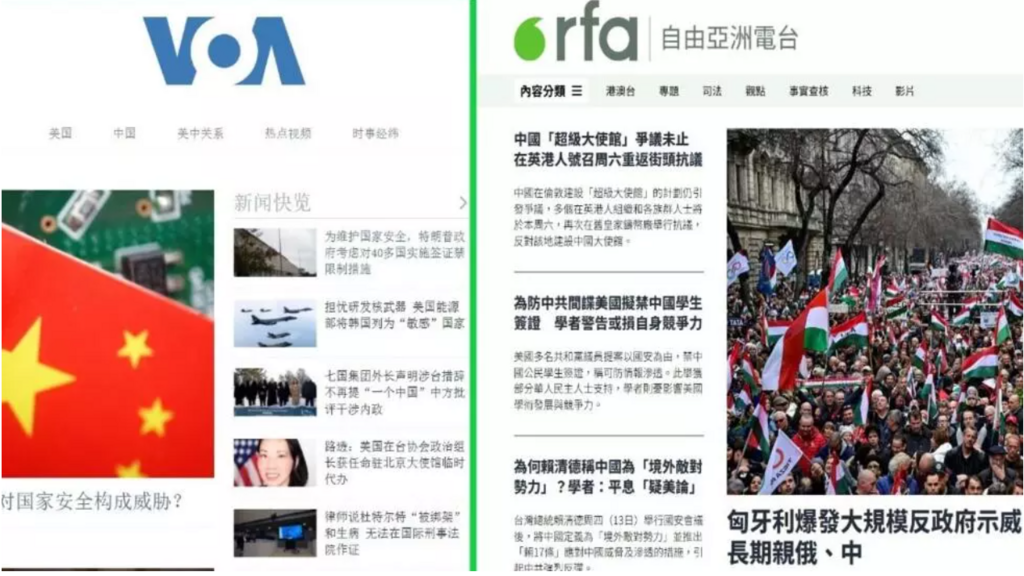 VOA
美国 中国 美中关系 热点视频 时事经纬
对国家安全构成威胁?
新闻快览
为维护国家安全,特朗普政
府考虑对40多国实施签证禁
限制措施
担忧研发核武器 美国能源
部将韩国列为“敏感”国家
七国集团外长声明涉台措辞
不再提“一个中国”中方批
评干涉内政
路透:美国在台协会政治组
长获任命驻北京大使馆临时
代办
律师说杜特尔特“被绑架”
和生病 无法在国际刑事法
院作证
rfa 自由亞洲電台
內容分類 港澳台 專題 司法 觀點 事實查核 科技 影片
中國「超級大使館」爭議未止
在英港人號召周六重返街頭抗議
中國在倫敦建設「超級大使館」的計劃仍引
發爭議,多個在英港人組織和各族群人士將
於本周六,再次在舊皇家鑄幣廠舉行抗議,
反對該地建設中國大使館。
為防中共間諜美國擬禁中國學生
簽證 學者警告或損自身競爭力
美國多名共和黨議員提案以國安為由,禁中
國公民學生簽證,稱可防情報滲透。此舉獲
部分華人民主人士支持,學者則憂影響美國
學術發展與競爭力。
為何賴清德稱中國為「境外敵對
勢力」?學者:平息「疑美論」
台灣總統賴清德周四(13日)舉行國安會議
後,將中國定義為「境外敵對勢力」並推出
「賴17條」應對中國威脅及滲透的措施,引
起中共強烈反彈。
匈牙利爆發大規模反政府示威
長期親俄、中